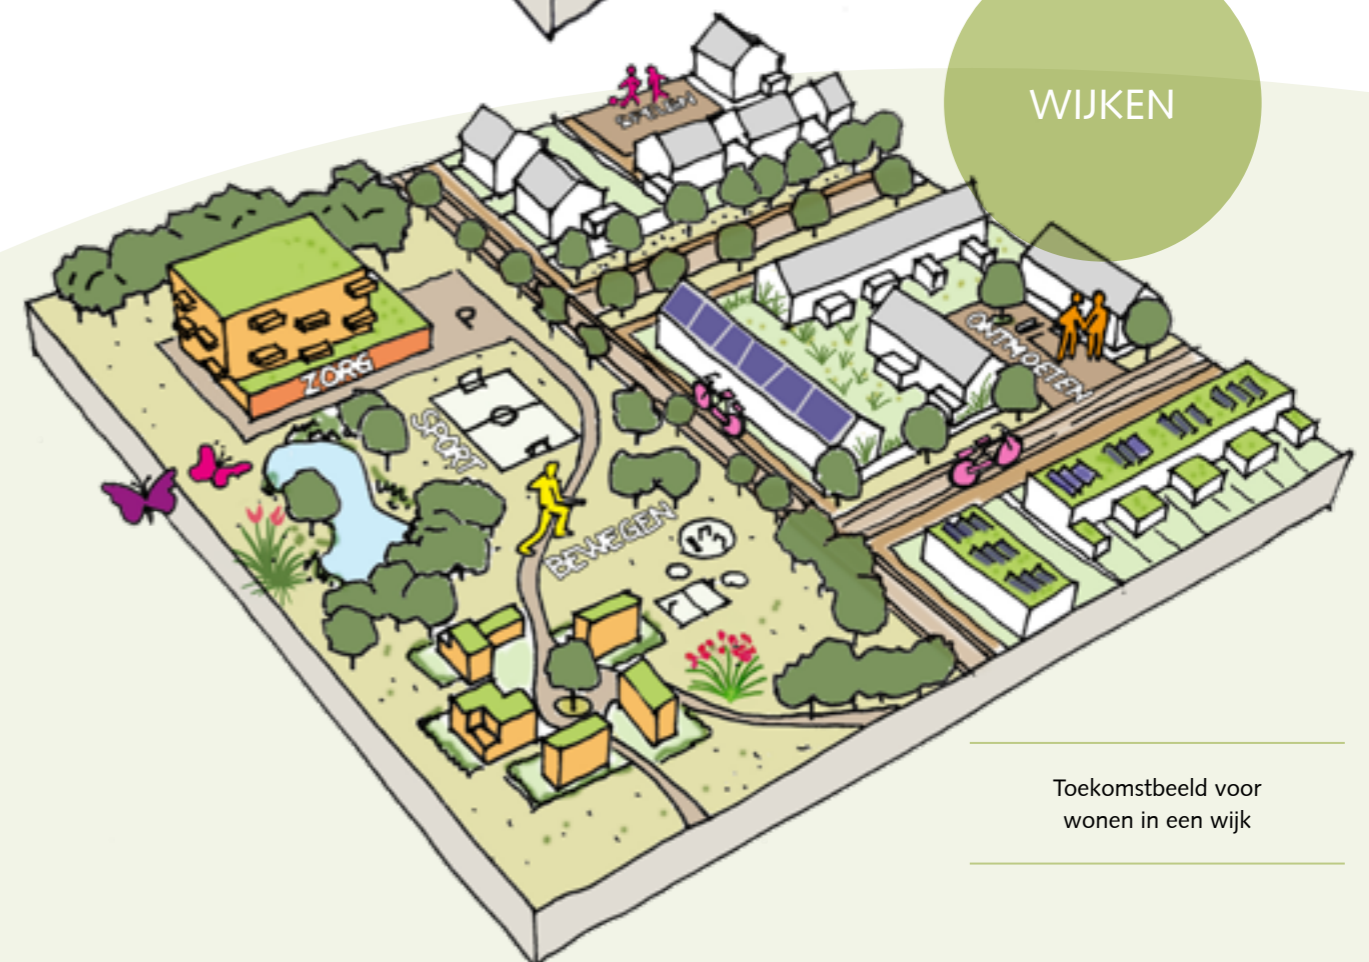 WIJKEN
SPELEN
ZORG
P
SPORT
ONTMOETEN
BEWEGEN
Toekomstbeeld voor
wonen in een wijk